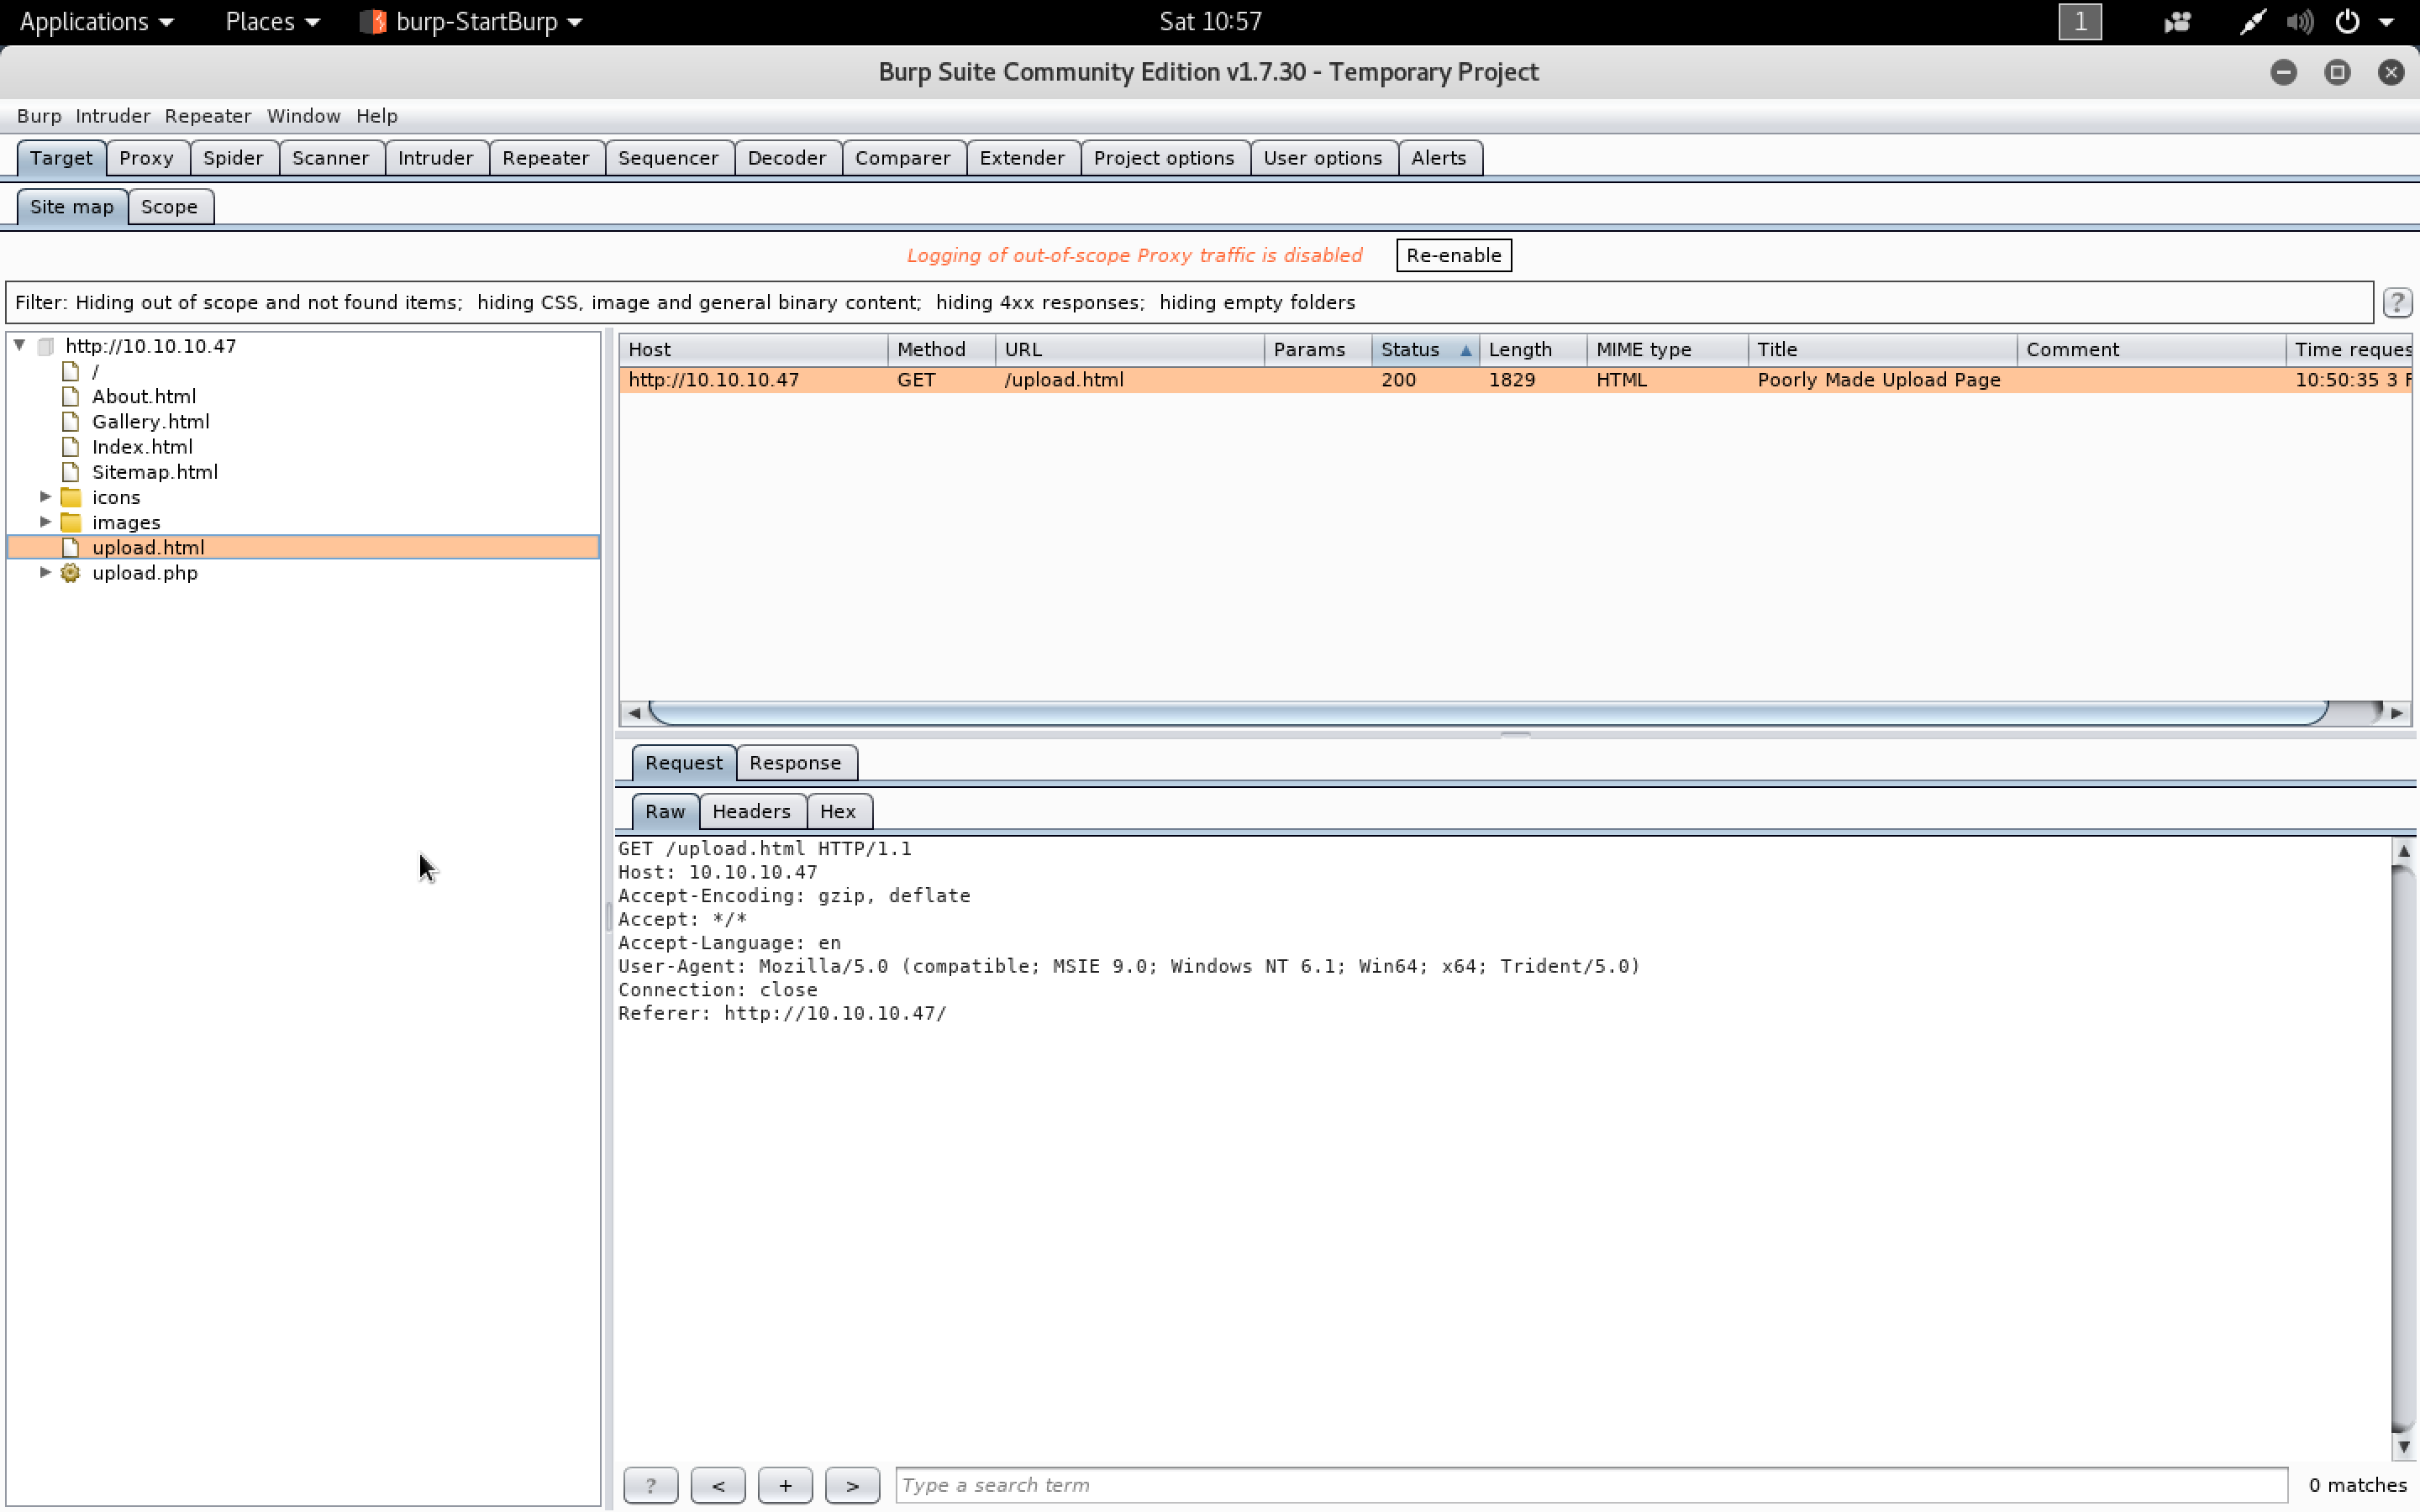 Applications Places burp-StartBurp Sat 10:57 1
Burp Suite Community Edition v1.7.30 - Temporary Project
Burp Intruder Repeater Window Help
Target Proxy Spider Scanner Intruder Repeater Sequencer Decoder Comparer Extender Project options User options Alerts
Site map Scope
Logging of out-of-scope Proxy traffic is disabled Re-enable
Filter: Hiding out of scope and not found items; hiding CSS, image and general binary content; hiding 4xx responses; hiding empty folders ?
http://10.10.10.47
/
About.html
Gallery.html
Index.html
Sitemap.html
icons
images
upload.html
upload.php
Host Method URL Params Status Length MIME type Title Comment Time reques
http://10.10.10.47 GET /upload.html 200 1829 HTML Poorly Made Upload Page 10:50:35 3 F
Request Response
Raw Headers Hex
GET /upload.html HTTP/1.1
Host: 10.10.10.47
Accept-Encoding: gzip, deflate
Accept: */*
Accept-Language: en
User-Agent: Mozilla/5.0 (compatible; MSIE 9.0; Windows NT 6.1; Win64; x64; Trident/5.0)
Connection: close
Referer: http://10.10.10.47/
? < + > Type a search term 0 matches